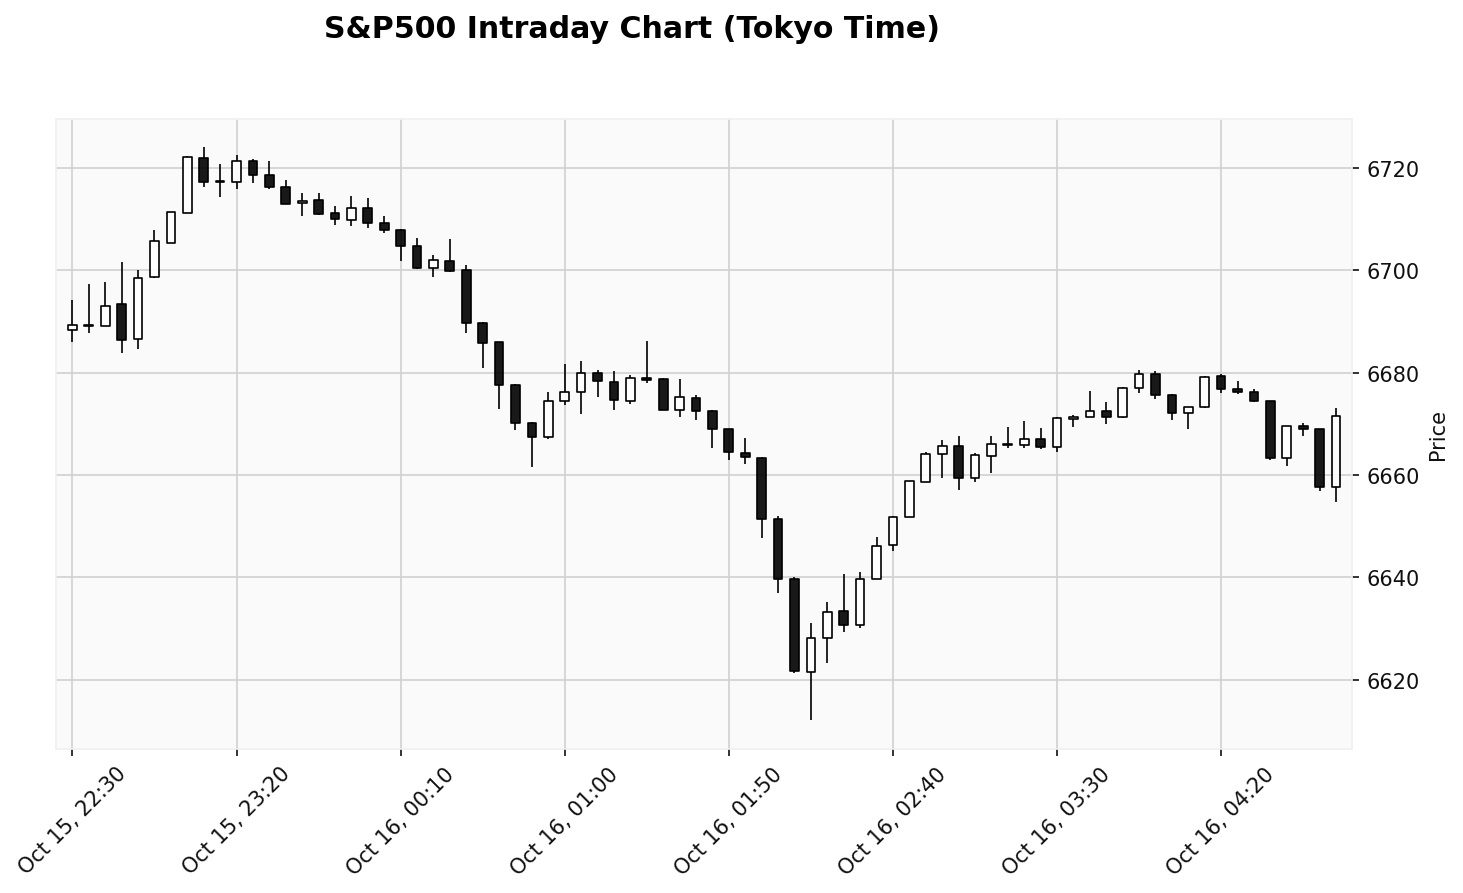 S&P500 Intraday Chart (Tokyo Time)
6720
6700
6680
6660
6640
6620
Price
Oct 15, 22:30
Oct 15, 23:20
Oct 16, 00:10
Oct 16, 01:00
Oct 16, 01:50
Oct 16, 02:40
Oct 16, 03:30
Oct 16, 04:20